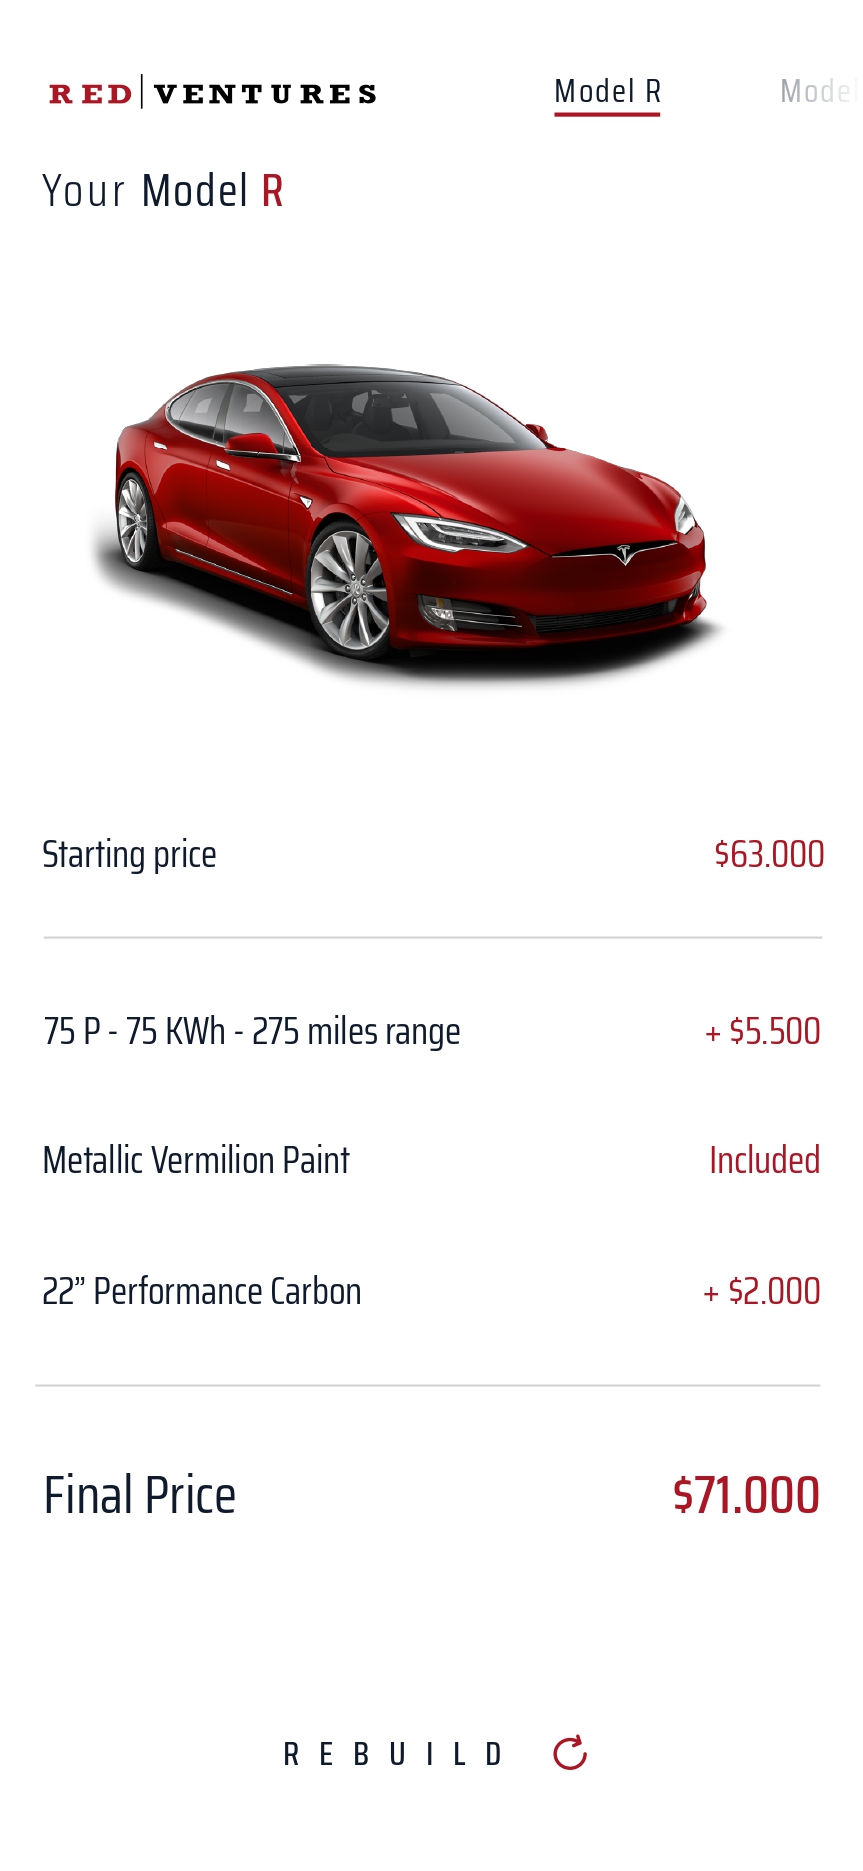 RED|VENTURES
Model R
Model
Your Model R
Starting price
$63.000
75 P - 75 KWh - 275 miles range
+ $5.500
Metallic Vermilion Paint
Included
22” Performance Carbon
+ $2.000
Final Price
$71.000
REBUILD